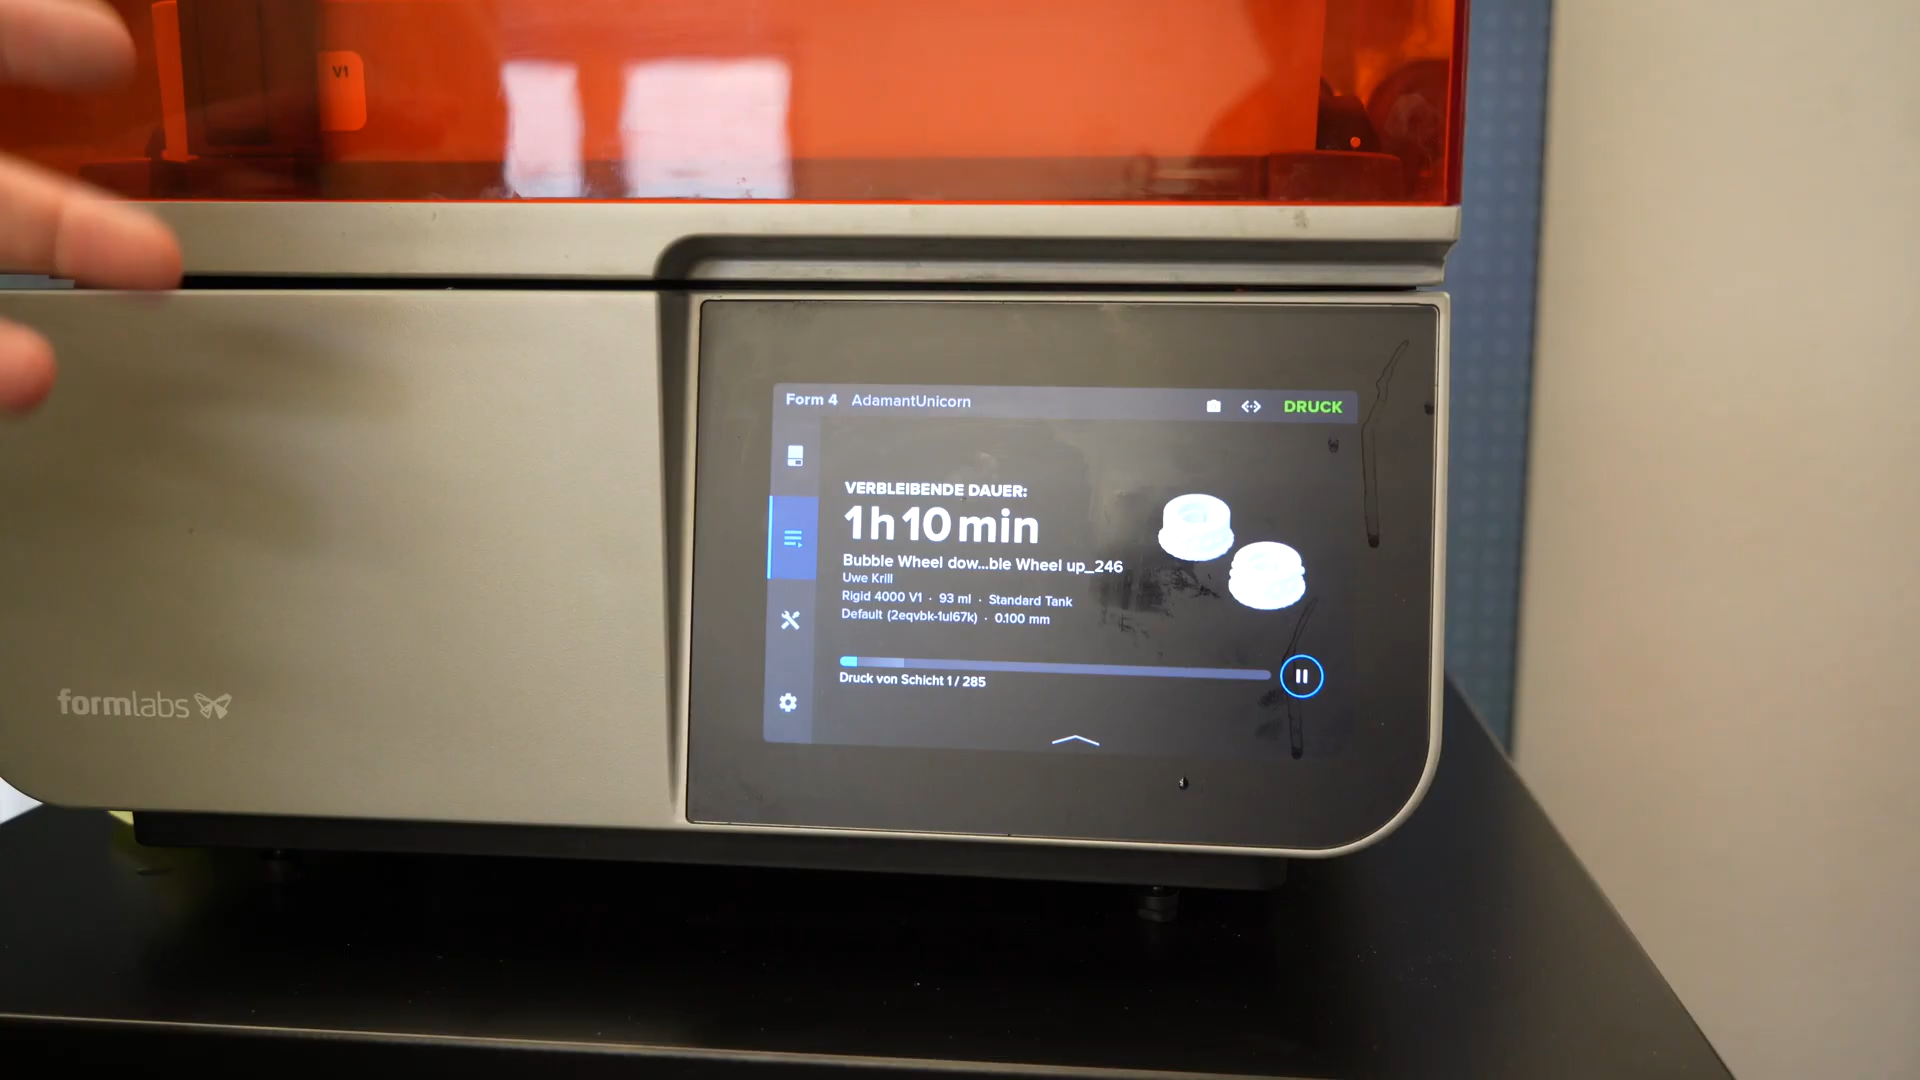 V1
Form 4 AdamantUnicorn DRUCK
VERBLEIBENDE DAUER:
1h 10 min
Bubble Wheel dow...ble Wheel up_246
Uwe Krill
Rigid 4000 V1 · 93 ml · Standard Tank
Default (2eqvbk-1ul67k) · 0.100 mm
Druck von Schicht 1 / 285
formlabs